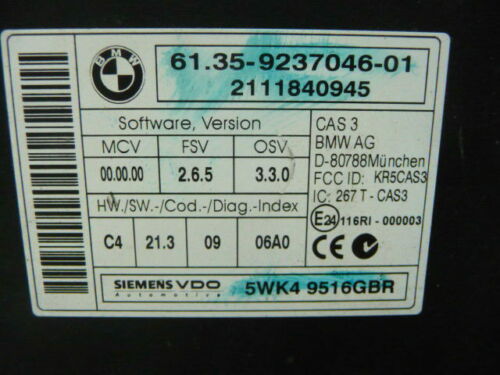 BMW
61.35-9237046-01
2111840945
Software, Version
MCV FSV OSV
00.00.00 2.6.5 3.3.0
HW./SW.-/Cod.-/Diag.-Index
C4 21.3 09 06A0
CAS 3
BMW AG
D-80788München
FCC ID: KR5CAS3
IC: 267 T - CAS3
E24 116RI - 000003
CE
SIEMENS VDO
Automotive
5WK4 9516GBR